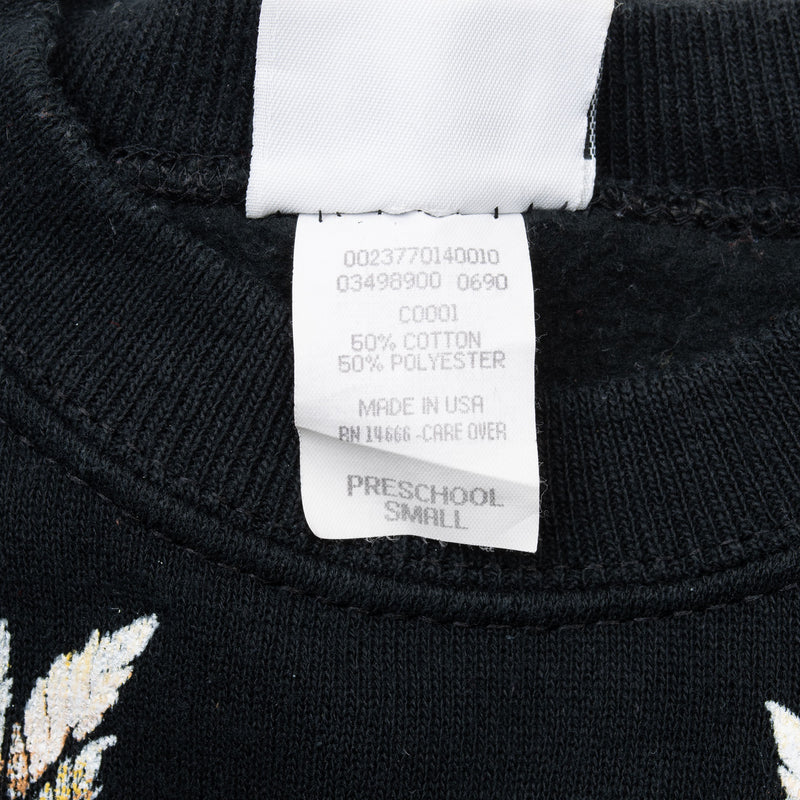 0023770140010
03498900 0690
C0001
50% COTTON
50% POLYESTER
MADE IN USA
RN 14666 -CARE OVER
PRESCHOOL
SMALL